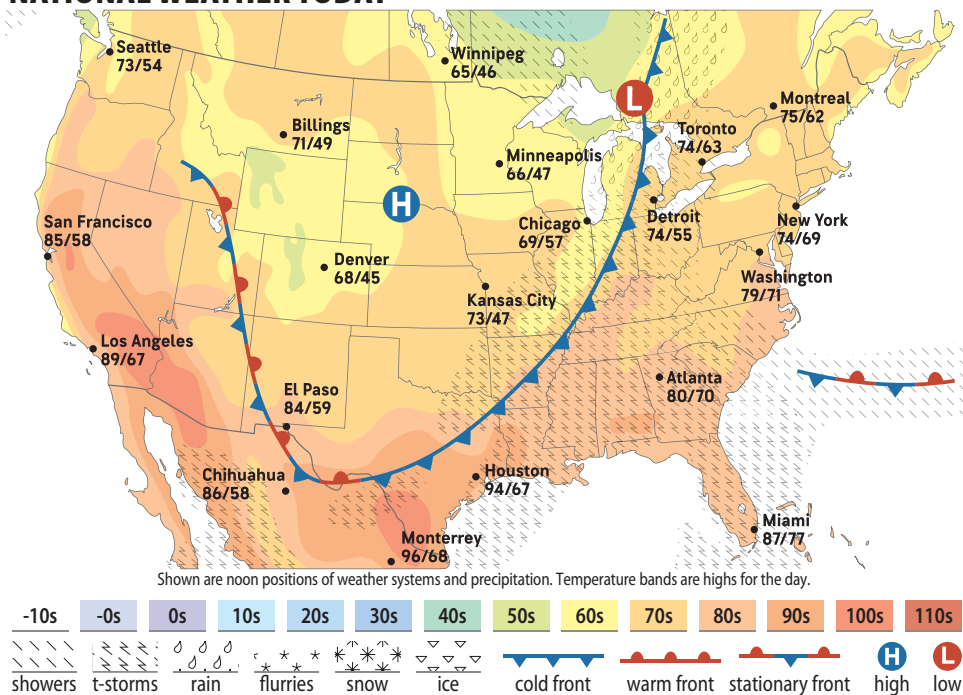 NATIONAL WEATHER TODAY
Seattle
73/54
Winnipeg
65/46
Billings
71/49
Minneapolis
66/47
L
Montreal
75/62
Toronto
74/63
H
San Francisco
85/58
Chicago
69/57
Detroit
74/55
New York
74/69
Denver
68/45
Kansas City
73/47
Washington
79/71
Los Angeles
89/67
El Paso
84/59
Atlanta
80/70
Chihuahua
86/58
Houston
94/67
Monterrey
96/68
Miami
87/77
Shown are noon positions of weather systems and precipitation. Temperature bands are highs for the day.
-10s -0s 0s 10s 20s 30s 40s 50s 60s 70s 80s 90s 100s 110s
H L
showers t-storms rain flurries snow ice cold front warm front stationary front high low